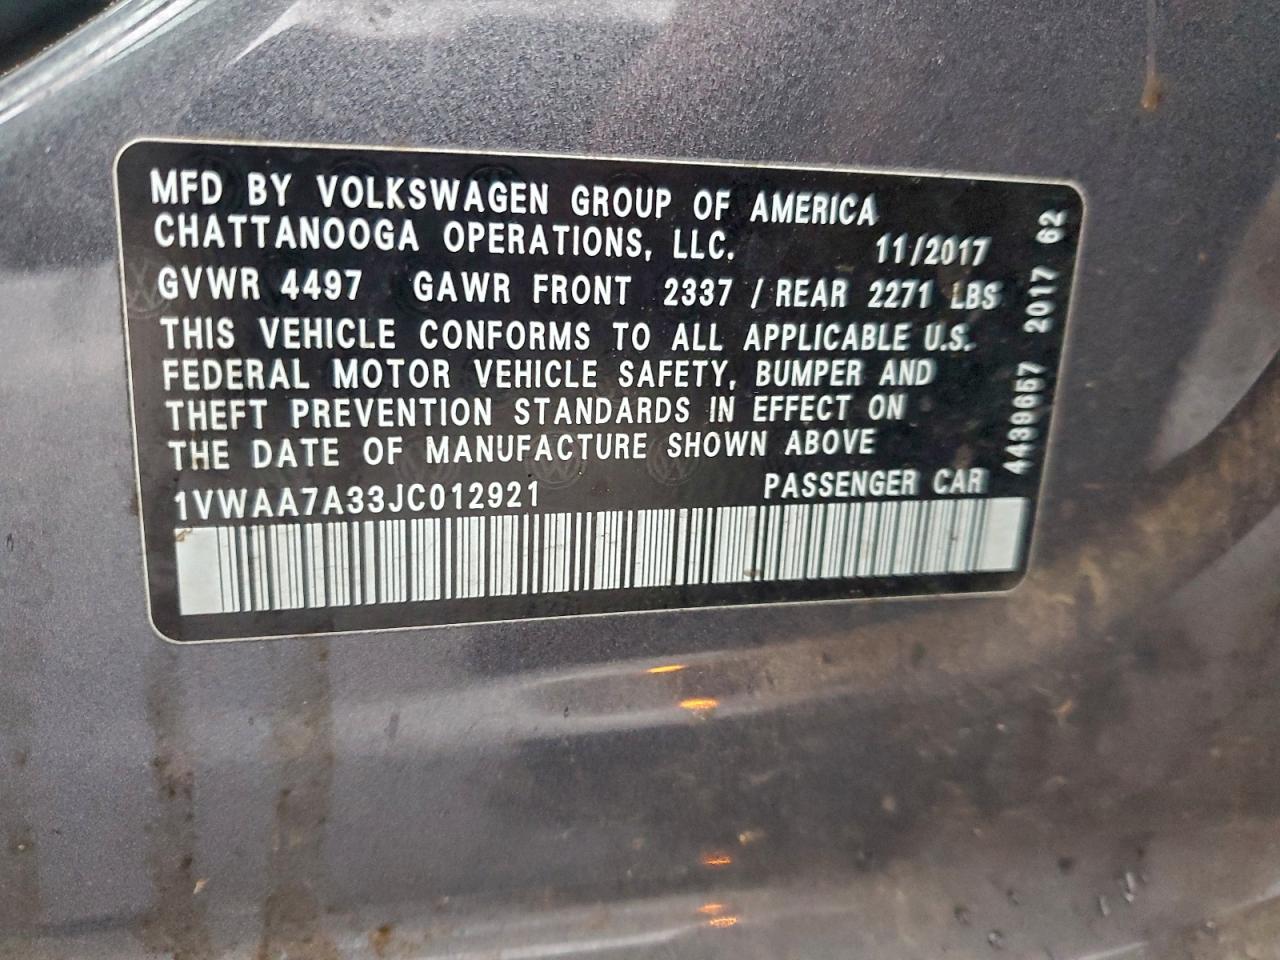 MFD BY VOLKSWAGEN GROUP OF AMERICA
CHATTANOOGA OPERATIONS, LLC. 11/2017
GVWR 4497 GAWR FRONT 2337 / REAR 2271 LBS
THIS VEHICLE CONFORMS TO ALL APPLICABLE U.S.
FEDERAL MOTOR VEHICLE SAFETY, BUMPER AND
THEFT PREVENTION STANDARDS IN EFFECT ON
THE DATE OF MANUFACTURE SHOWN ABOVE
1VWAA7A33JC012921 PASSENGER CAR
4439657 2017 62